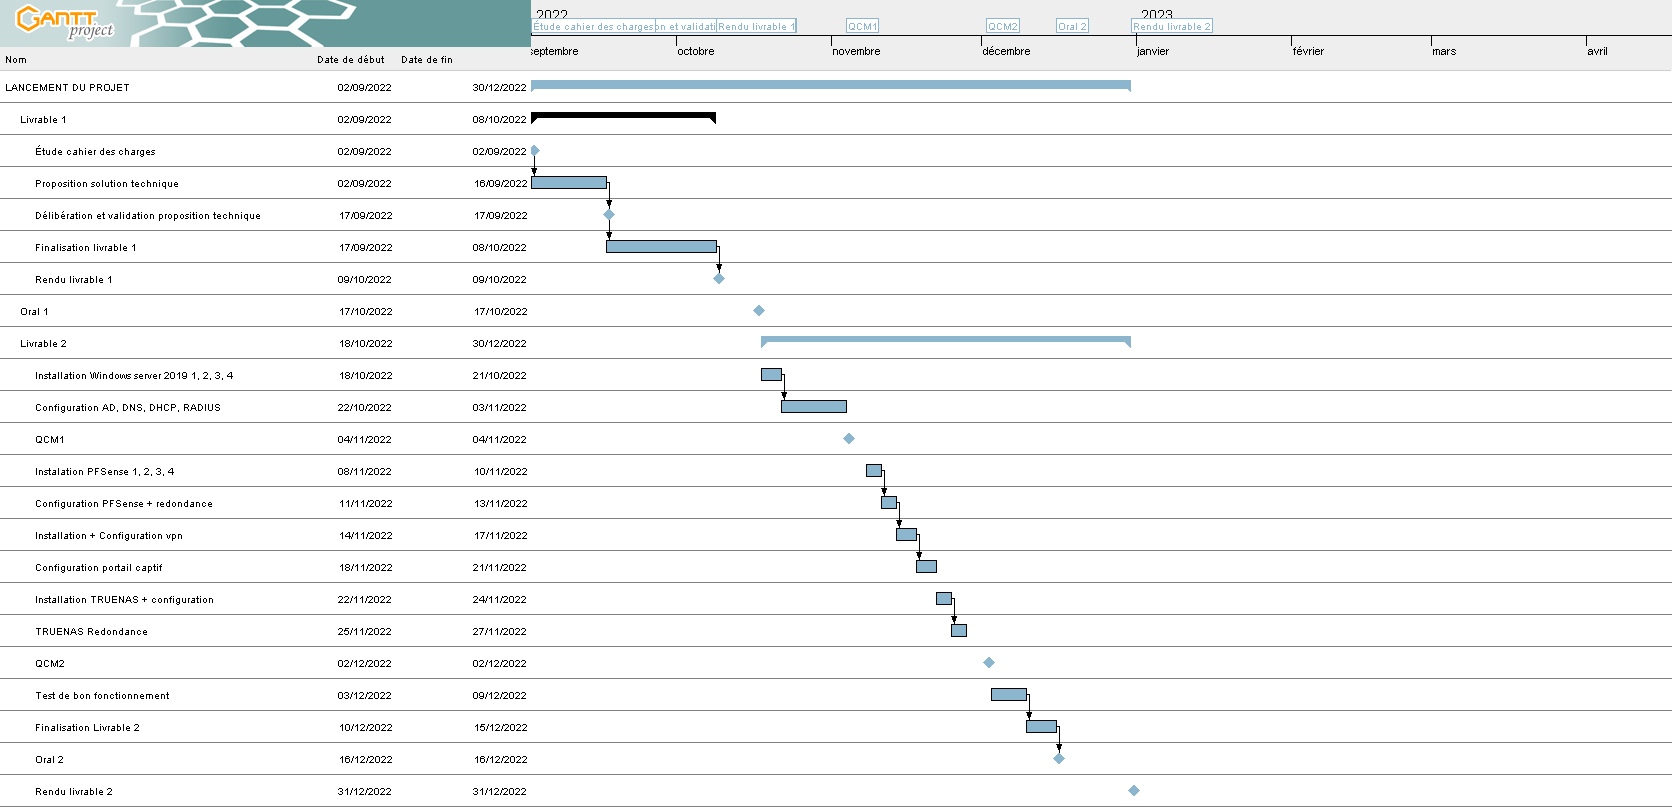 GANTT
project
2022
2023
Étude cahier des charges on et validati Rendu livrable 1 QCM1 QCM2 Oral 2 Rendu livrable 2
septembre octobre novembre décembre janvier février mars avril
Nom Date de début Date de fin
LANCEMENT DU PROJET 02/09/2022 30/12/2022
Livrable 1 02/09/2022 08/10/2022
Étude cahier des charges 02/09/2022 02/09/2022
Proposition solution technique 02/09/2022 16/09/2022
Délibération et validation proposition technique 17/09/2022 17/09/2022
Finalisation livrable 1 17/09/2022 08/10/2022
Rendu livrable 1 09/10/2022 09/10/2022
Oral 1 17/10/2022 17/10/2022
Livrable 2 18/10/2022 30/12/2022
Installation Windows server 2019 1, 2, 3, 4 18/10/2022 21/10/2022
Configuration AD, DNS, DHCP, RADIUS 22/10/2022 03/11/2022
QCM1 04/11/2022 04/11/2022
Instalation PFSense 1, 2, 3, 4 08/11/2022 10/11/2022
Configuration PFSense + redondance 11/11/2022 13/11/2022
Installation + Configuration vpn 14/11/2022 17/11/2022
Configuration portail captif 18/11/2022 21/11/2022
Installation TRUENAS + configuration 22/11/2022 24/11/2022
TRUENAS Redondance 25/11/2022 27/11/2022
QCM2 02/12/2022 02/12/2022
Test de bon fonctionnement 03/12/2022 09/12/2022
Finalisation Livrable 2 10/12/2022 15/12/2022
Oral 2 16/12/2022 16/12/2022
Rendu livrable 2 31/12/2022 31/12/2022